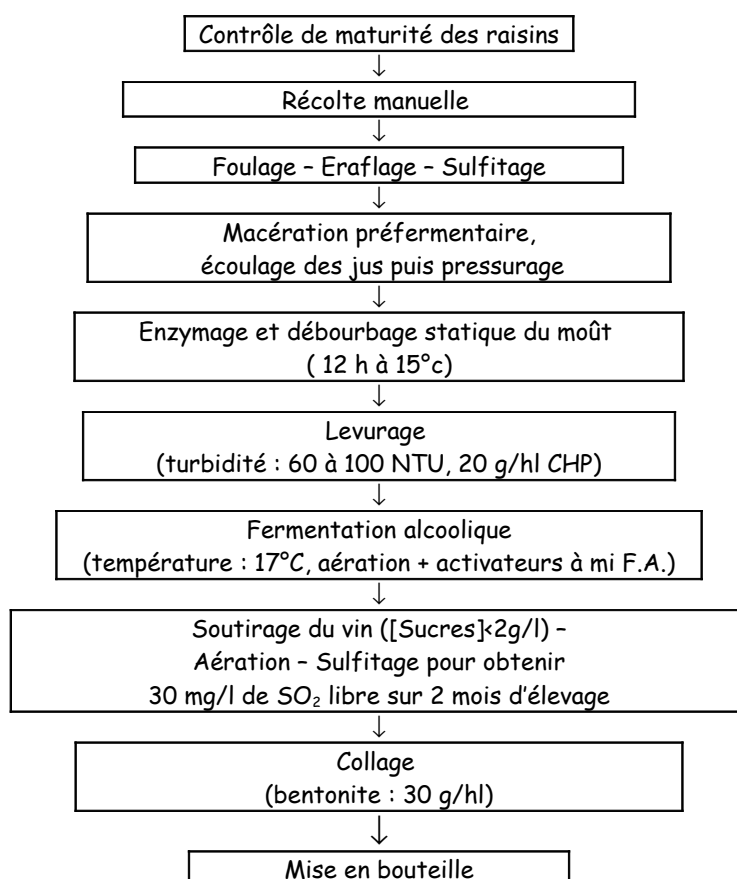 Contrôle de maturité des raisins
↓
Récolte manuelle
↓
Foulage – Eraflage – Sulfitage
↓
Macération préfermentaire,
écoulage des jus puis pressurage
↓
Enzymage et débourbage statique du moût
( 12 h à 15°c)
↓
Levurage
(turbidité : 60 à 100 NTU, 20 g/hl CHP)
↓
Fermentation alcoolique
(température : 17°C, aération + activateurs à mi F.A.)
↓
Soutirage du vin ([Sucres]<2g/l) –
Aération – Sulfitage pour obtenir
30 mg/l de SO₂ libre sur 2 mois d'élevage
↓
Collage
(bentonite : 30 g/hl)
↓
Mise en bouteille